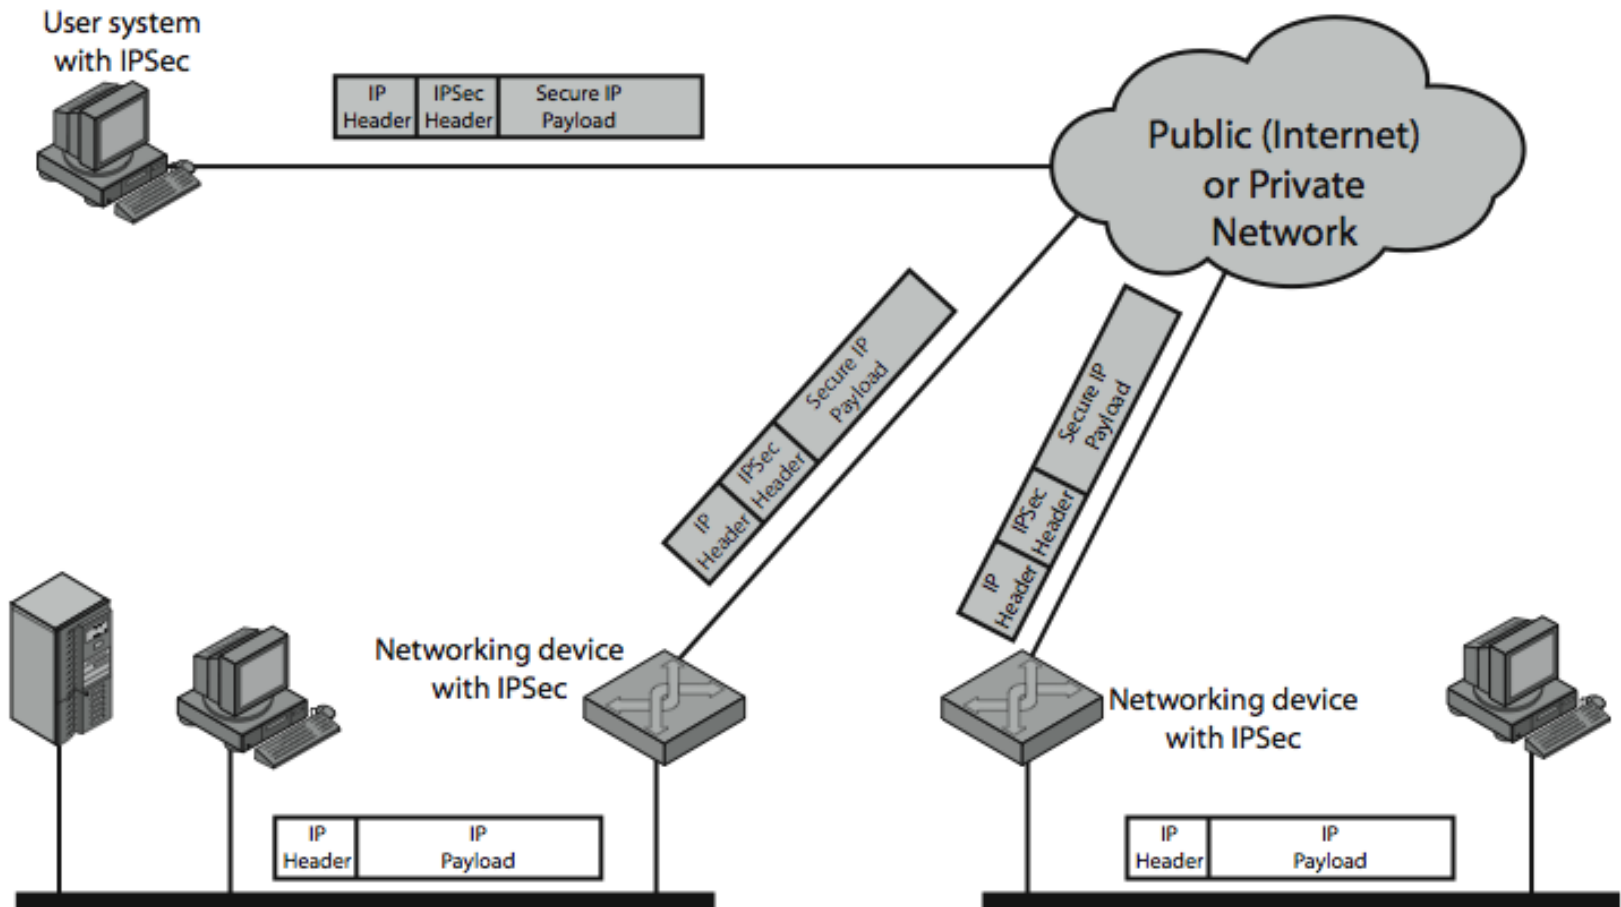 User system
with IPSec
IP
Header
IPSec
Header
Secure IP
Payload
Public (Internet)
or Private
Network
Secure IP
Payload
IPSec
Header
IP
Header
Secure IP
Payload
IPSec
Header
IP
Header
Networking device
with IPSec
Networking device
with IPSec
IP
Header
IP
Payload
IP
Header
IP
Payload